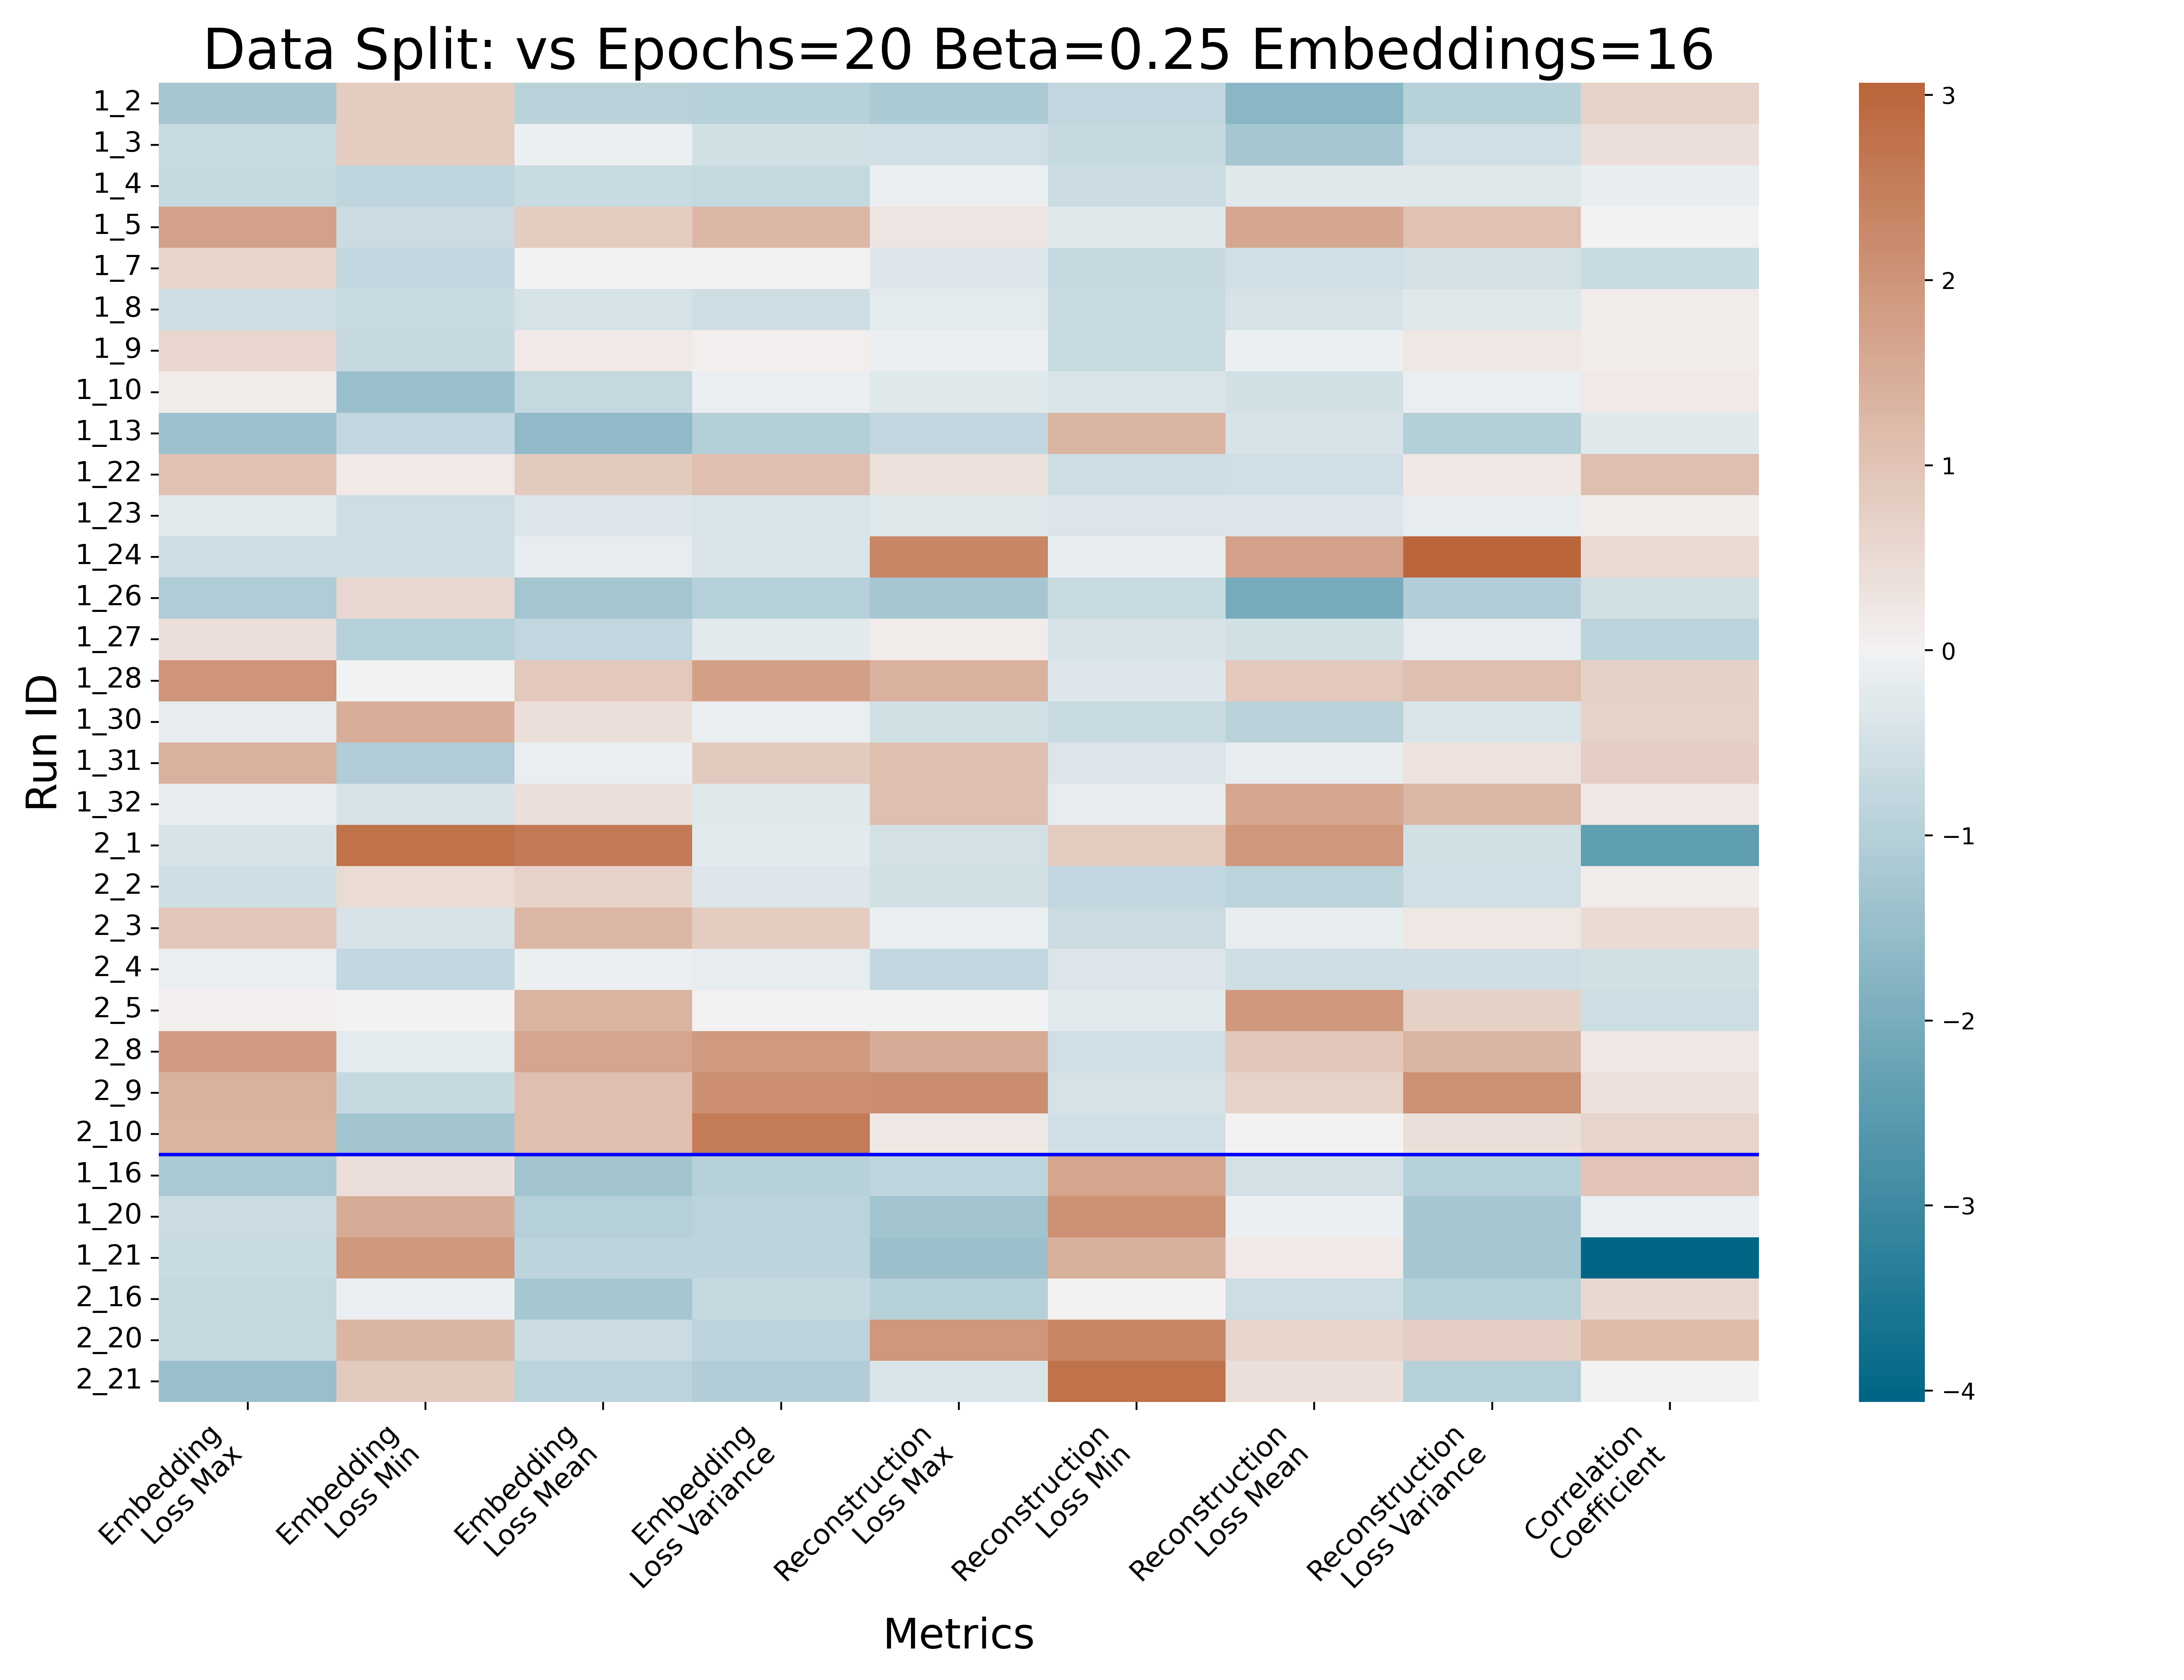 Data Split: vs Epochs=20 Beta=0.25 Embeddings=16
Run ID
1_2
1_3
1_4
1_5
1_7
1_8
1_9
1_10
1_13
1_22
1_23
1_24
1_26
1_27
1_28
1_30
1_31
1_32
2_1
2_2
2_3
2_4
2_5
2_8
2_9
2_10
1_16
1_20
1_21
2_16
2_20
2_21
Embedding
Loss Max
Embedding
Loss Min
Embedding
Loss Mean
Embedding
Loss Variance
Reconstruction
Loss Max
Reconstruction
Loss Min
Reconstruction
Loss Mean
Reconstruction
Loss Variance
Correlation
Coefficient
Metrics
3
2
1
0
−1
−2
−3
−4